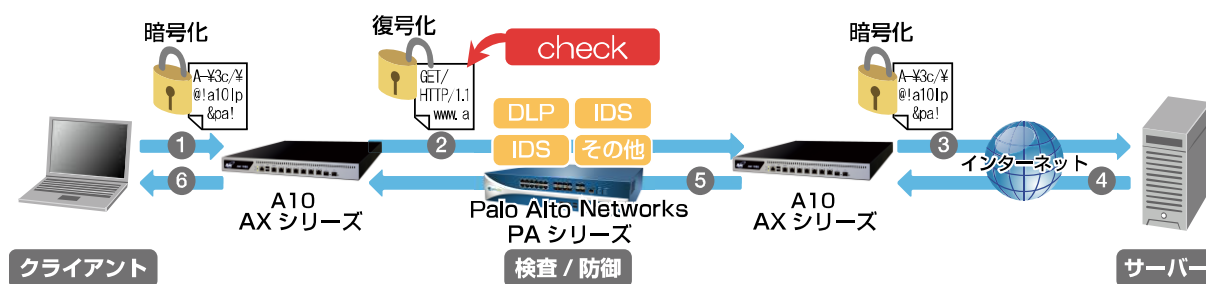 暗号化
A—¥3c/¥
@!a10lp
&pa!
復号化
GET/
HTTP/1.1
www. a
check
暗号化
A—¥3c/¥
@!a10lp
&pa!
DLP
IDS
IDS
その他
1
2
3
インターネット
6
5
4
A10
AX シリーズ
Palo Alto Networks
PA シリーズ
A10
AX シリーズ
クライアント
検査 / 防御
サーバー